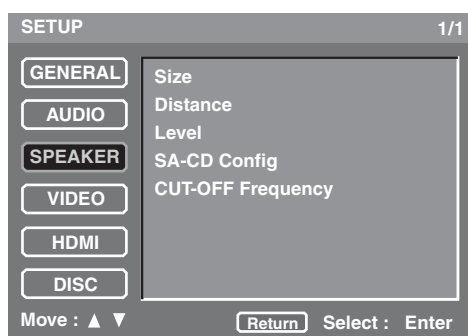 SETUP 1/1
GENERAL
AUDIO
SPEAKER
VIDEO
HDMI
DISC
Size
Distance
Level
SA-CD Config
CUT-OFF Frequency
Move : ▲ ▼ Return Select : Enter